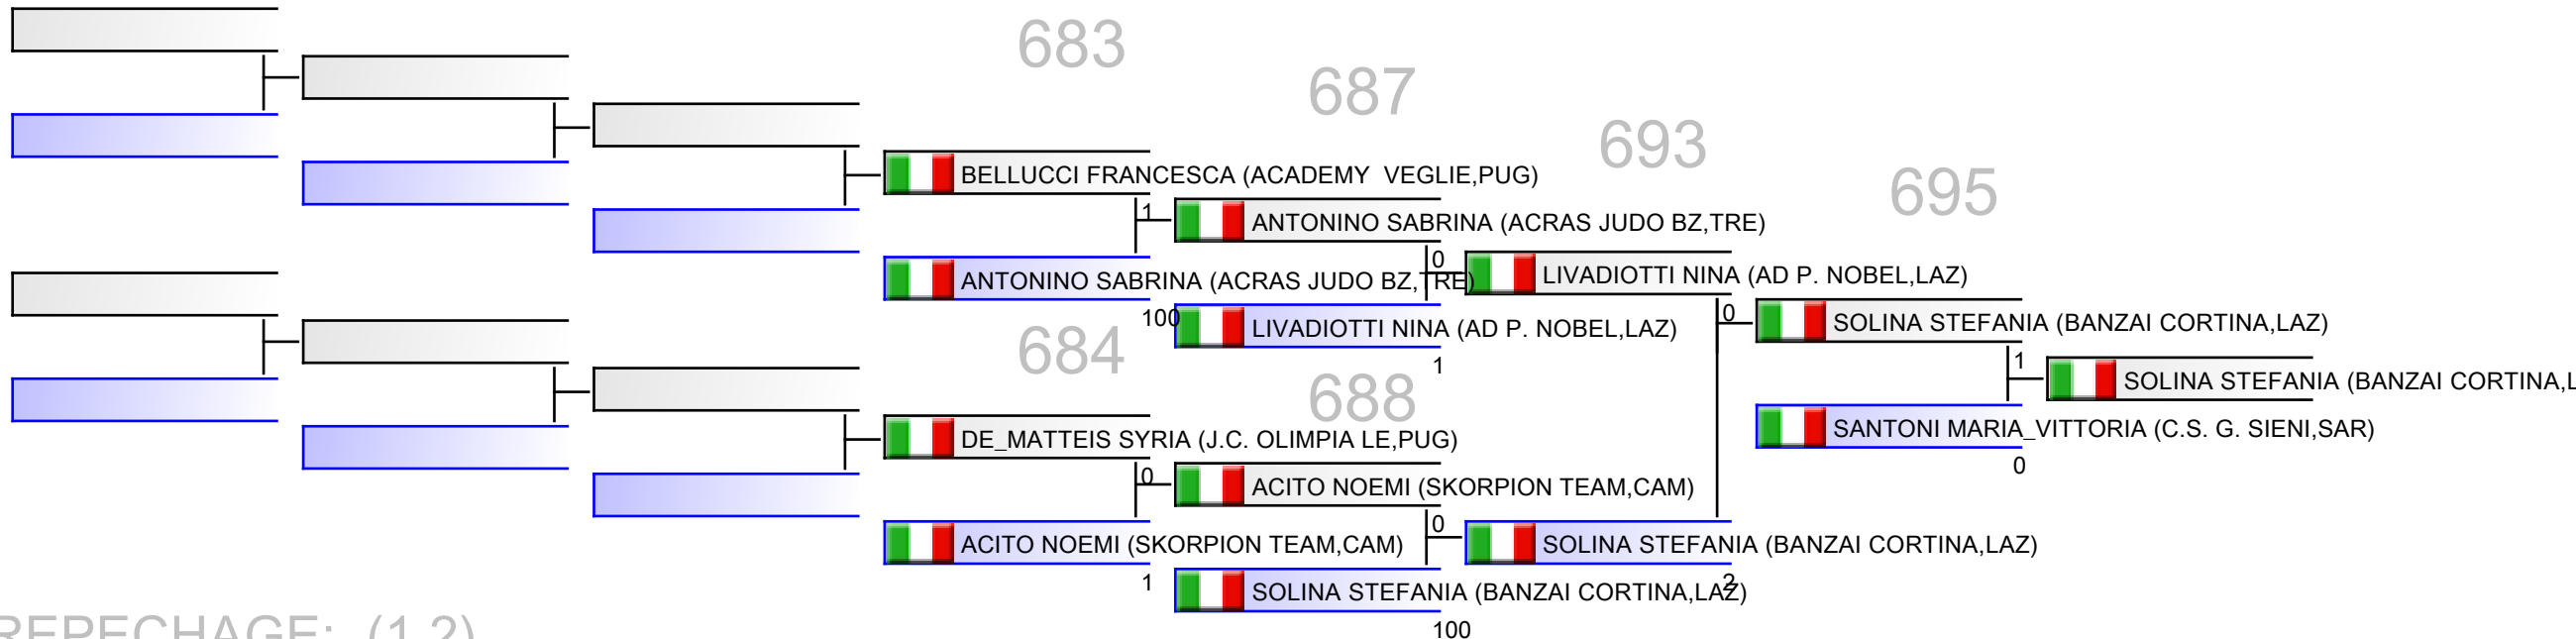 683
687
693
695
BELLUCCI FRANCESCA (ACADEMY  VEGLIE,PUG)
1
ANTONINO SABRINA (ACRAS JUDO BZ,TRE)
0
ANTONINO SABRINA (ACRAS JUDO BZ,TRE)
LIVADIOTTI NINA (AD P. NOBEL,LAZ)
100
0
LIVADIOTTI NINA (AD P. NOBEL,LAZ)
SOLINA STEFANIA (BANZAI CORTINA,LAZ)
684
1
1
SOLINA STEFANIA (BANZAI CORTINA,L
688
DE_MATTEIS SYRIA (J.C. OLIMPIA LE,PUG)
SANTONI MARIA_VITTORIA (C.S. G. SIENI,SAR)
0
0
ACITO NOEMI (SKORPION TEAM,CAM)
0
ACITO NOEMI (SKORPION TEAM,CAM)
SOLINA STEFANIA (BANZAI CORTINA,LAZ)
1
2
SOLINA STEFANIA (BANZAI CORTINA,LAZ)
100
REPECHAGE:  (1,2)